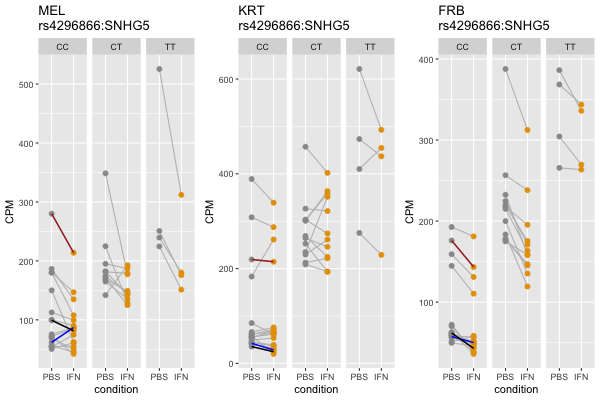 MEL
rs4296866:SNHG5
CC CT TT
CPM
500
400
300
200
100
PBS IFN PBS IFN PBS IFN
condition
KRT
rs4296866:SNHG5
CC CT TT
CPM
600
400
200
0
PBS IFN PBS IFN PBS IFN
condition
FRB
rs4296866:SNHG5
CC CT TT
CPM
400
300
200
100
PBS IFN PBS IFN PBS IFN
condition